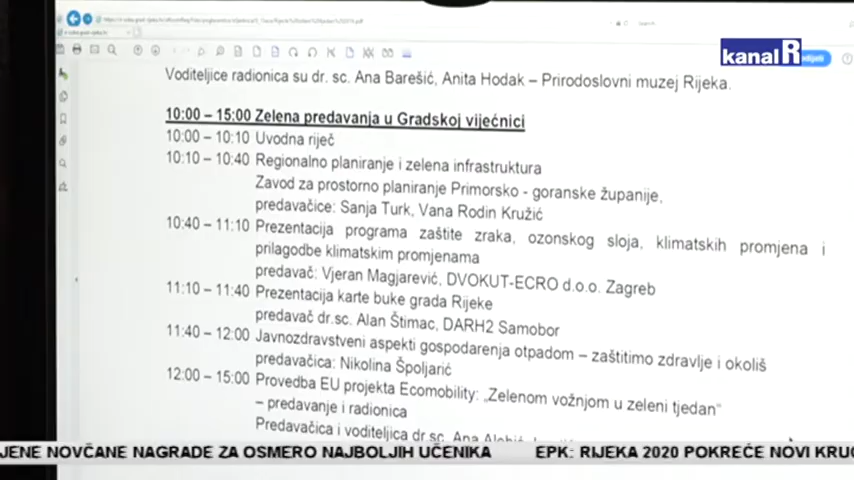 kanal R
Voditeljice radionica su dr. sc. Ana Barešić, Anita Hodak – Prirodoslovni muzej Rijeka.
10:00 – 15:00 Zelena predavanja u Gradskoj vijećnici
10:00 – 10:10 Uvodna riječ
10:10 – 10:40 Regionalno planiranje i zelena infrastruktura
Zavod za prostorno planiranje Primorsko - goranske županije,
predavačice: Sanja Turk, Vana Rodin Kružić
10:40 – 11:10 Prezentacija programa zaštite zraka, ozonskog sloja, klimatskih promjena i
prilagodbe klimatskim promjenama
predavač: Vjeran Magjarević, DVOKUT-ECRO d.o.o. Zagreb
11:10 – 11:40 Prezentacija karte buke grada Rijeke
predavač dr.sc. Alan Štimac, DARH2 Samobor
11:40 – 12:00 Javnozdravstveni aspekti gospodarenja otpadom – zaštitimo zdravlje i okoliš
predavačica: Nikolina Špoljarić
12:00 – 15:00 Provedba EU projekta Ecomobility: „Zelenom vožnjom u zeleni tjedan“
– predavanje i radionica
Predavačica i voditeljica dr.sc. Ana
JENE NOVČANE NAGRADE ZA OSMERO NAJBOLJIH UČENIKA EPK: RIJEKA 2020 POKREĆE NOVI KRUG